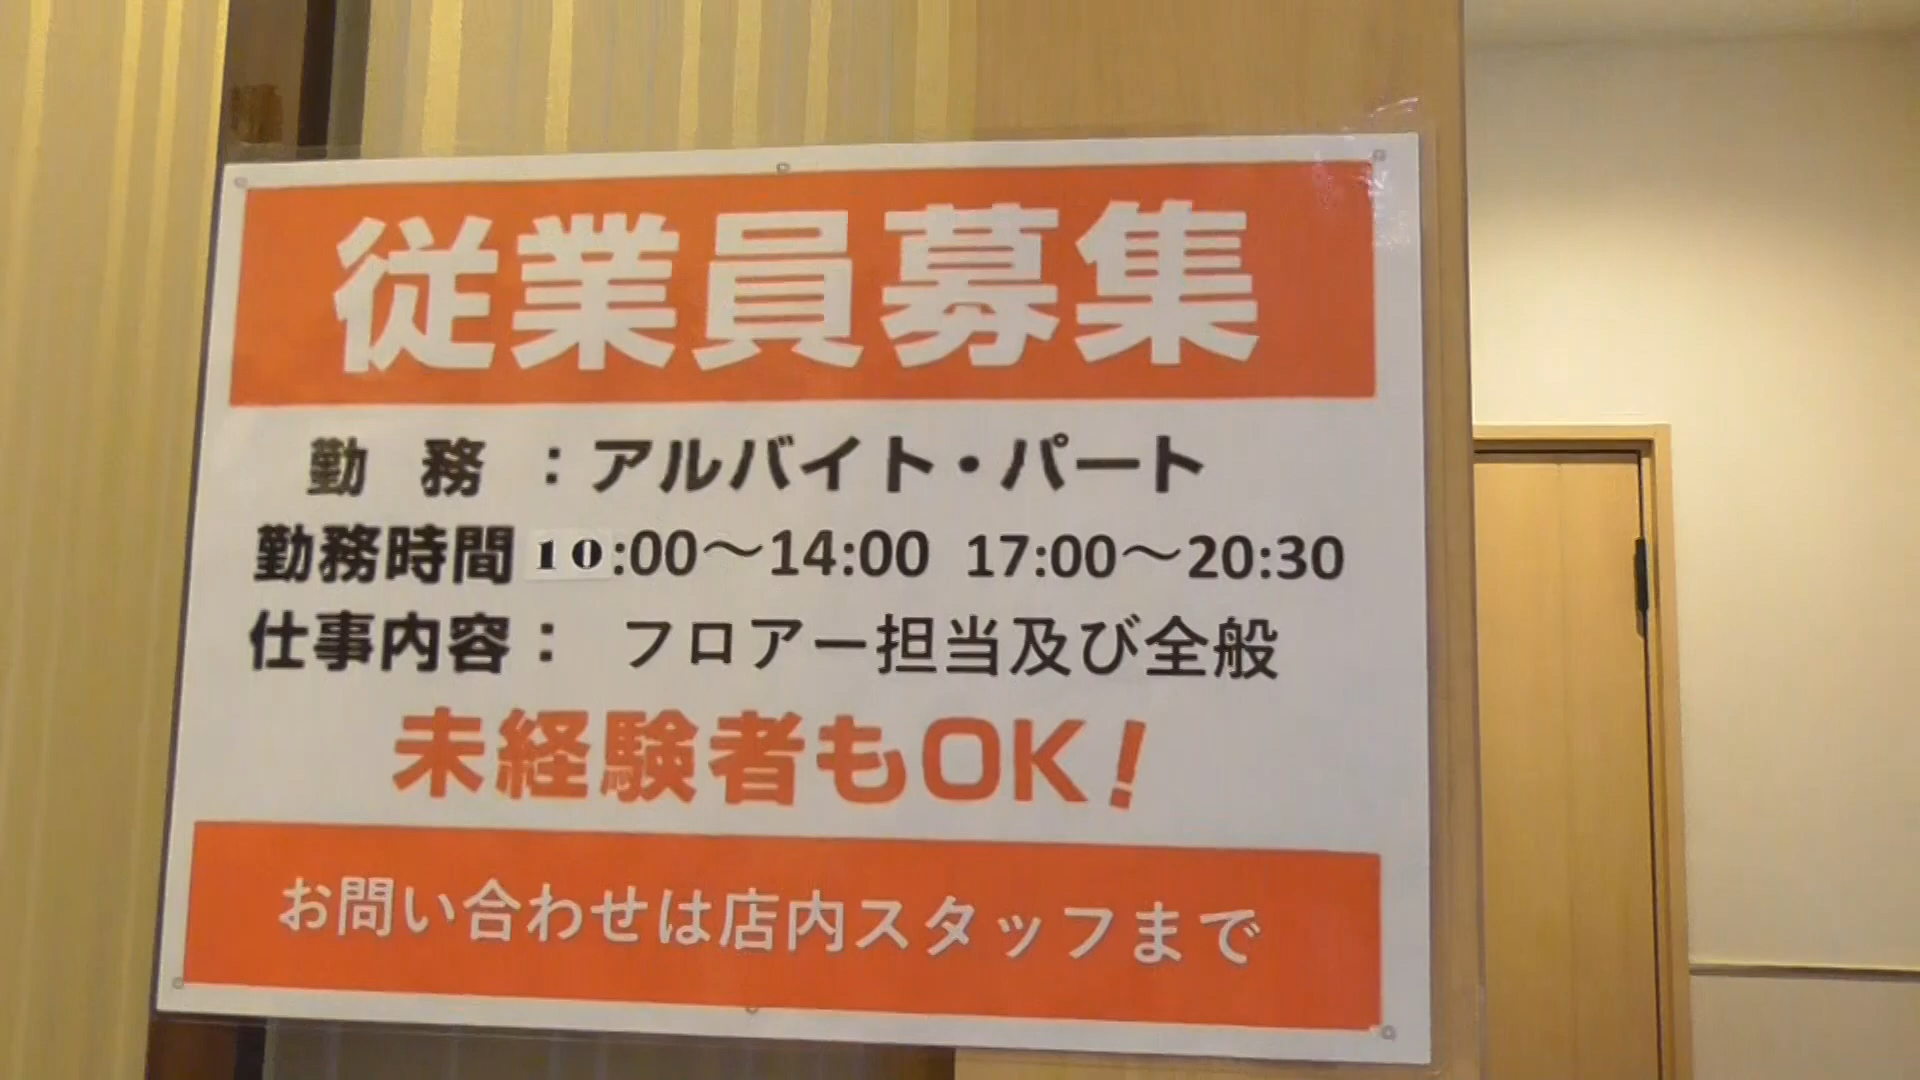 従業員募集
勤 務 ：アルバイト・パート
勤務時間 10:00〜14:00 17:00〜20:30
仕事内容： フロアー担当及び全般
未経験者もOK!
お問い合わせは店内スタッフまで